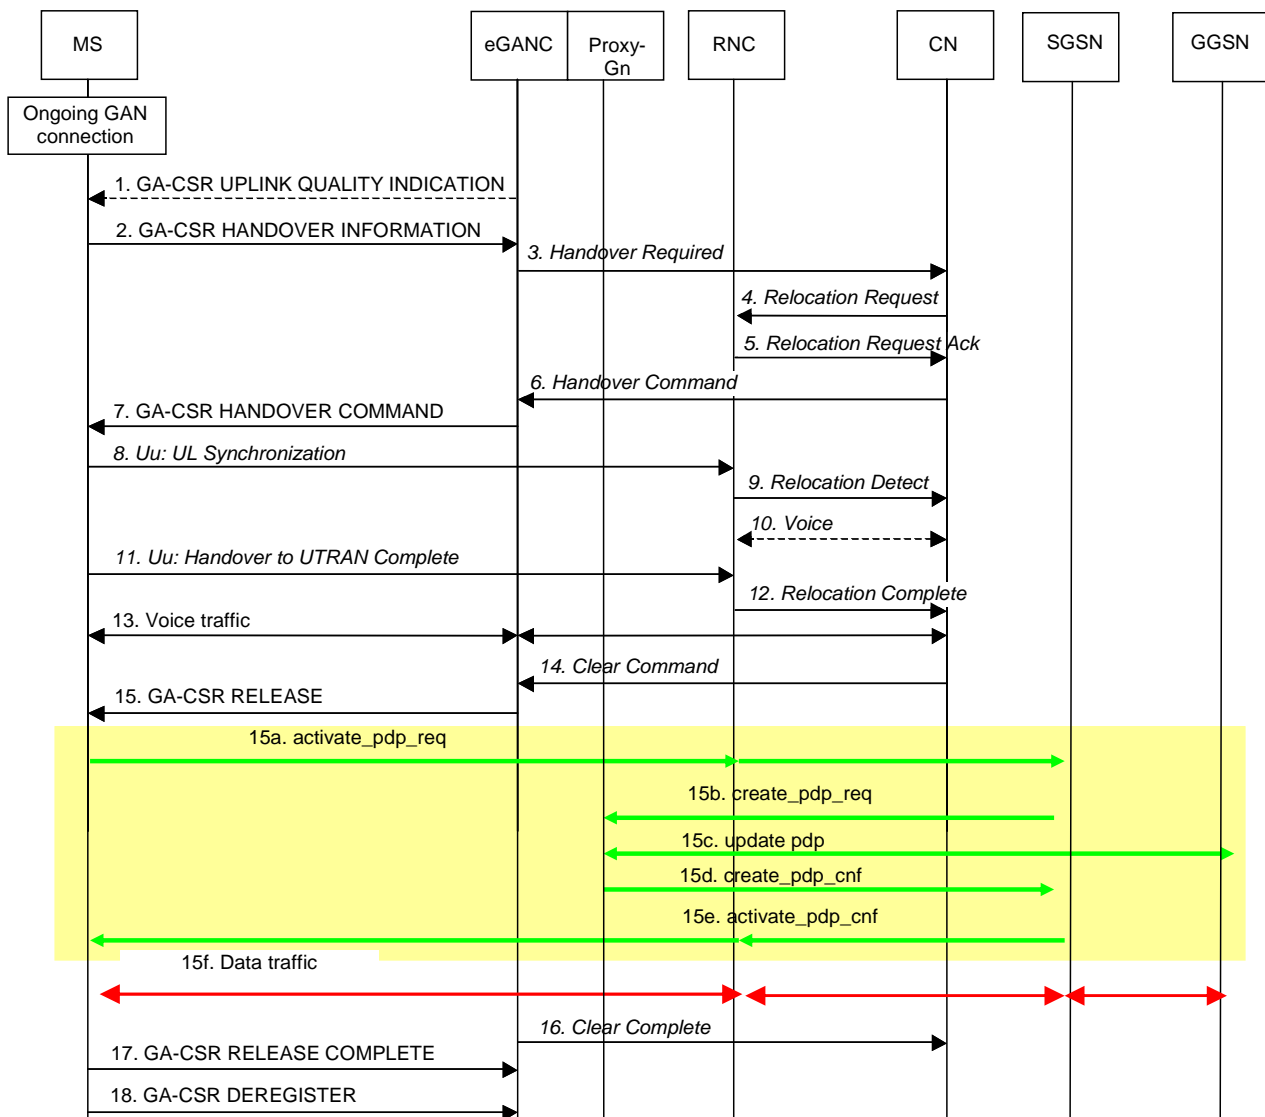 MS
eGANC
Proxy-
Gn
RNC
CN
SGSN
GGSN
Ongoing GAN
connection
1. GA-CSR UPLINK QUALITY INDICATION
2. GA-CSR HANDOVER INFORMATION
3. Handover Required
4. Relocation Request
5. Relocation Request Ack
6. Handover Command
7. GA-CSR HANDOVER COMMAND
8. Uu: UL Synchronization
9. Relocation Detect
10. Voice
11. Uu: Handover to UTRAN Complete
12. Relocation Complete
13. Voice traffic
14. Clear Command
15. GA-CSR RELEASE
15a. activate_pdp_req
15b. create_pdp_req
15c. update pdp
15d. create_pdp_cnf
15e. activate_pdp_cnf
15f. Data traffic
16. Clear Complete
17. GA-CSR RELEASE COMPLETE
18. GA-CSR DEREGISTER